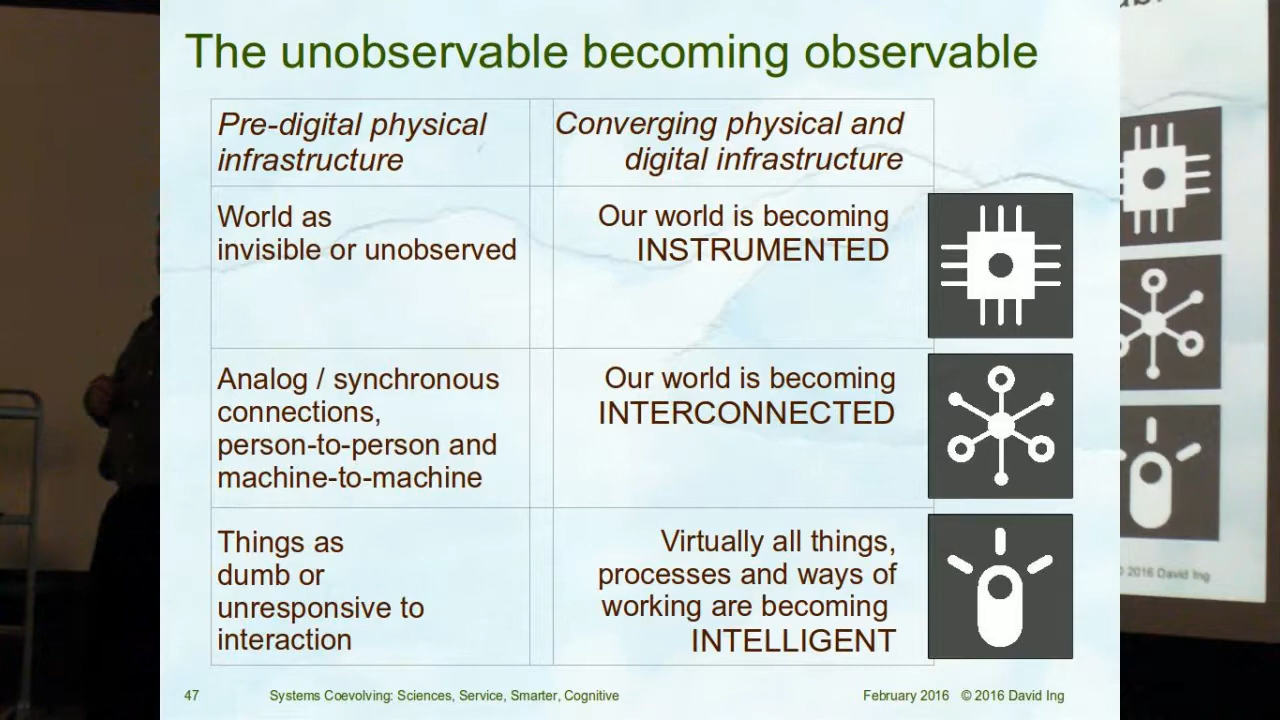 The unobservable becoming observable
Pre-digital physical
infrastructure
Converging physical and
digital infrastructure
World as
invisible or unobserved
Our world is becoming
INSTRUMENTED
Analog / synchronous
connections,
person-to-person and
machine-to-machine
Our world is becoming
INTERCONNECTED
Things as
dumb or
unresponsive to
interaction
Virtually all things,
processes and ways of
working are becoming
INTELLIGENT
47
Systems Coevolving: Sciences, Service, Smarter, Cognitive
February 2016 © 2016 David Ing
2016 David Ing